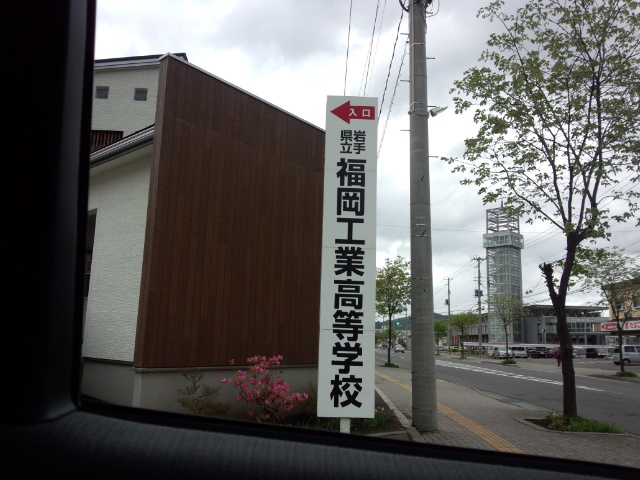 入口
岩手
県立
福岡工業高等学校